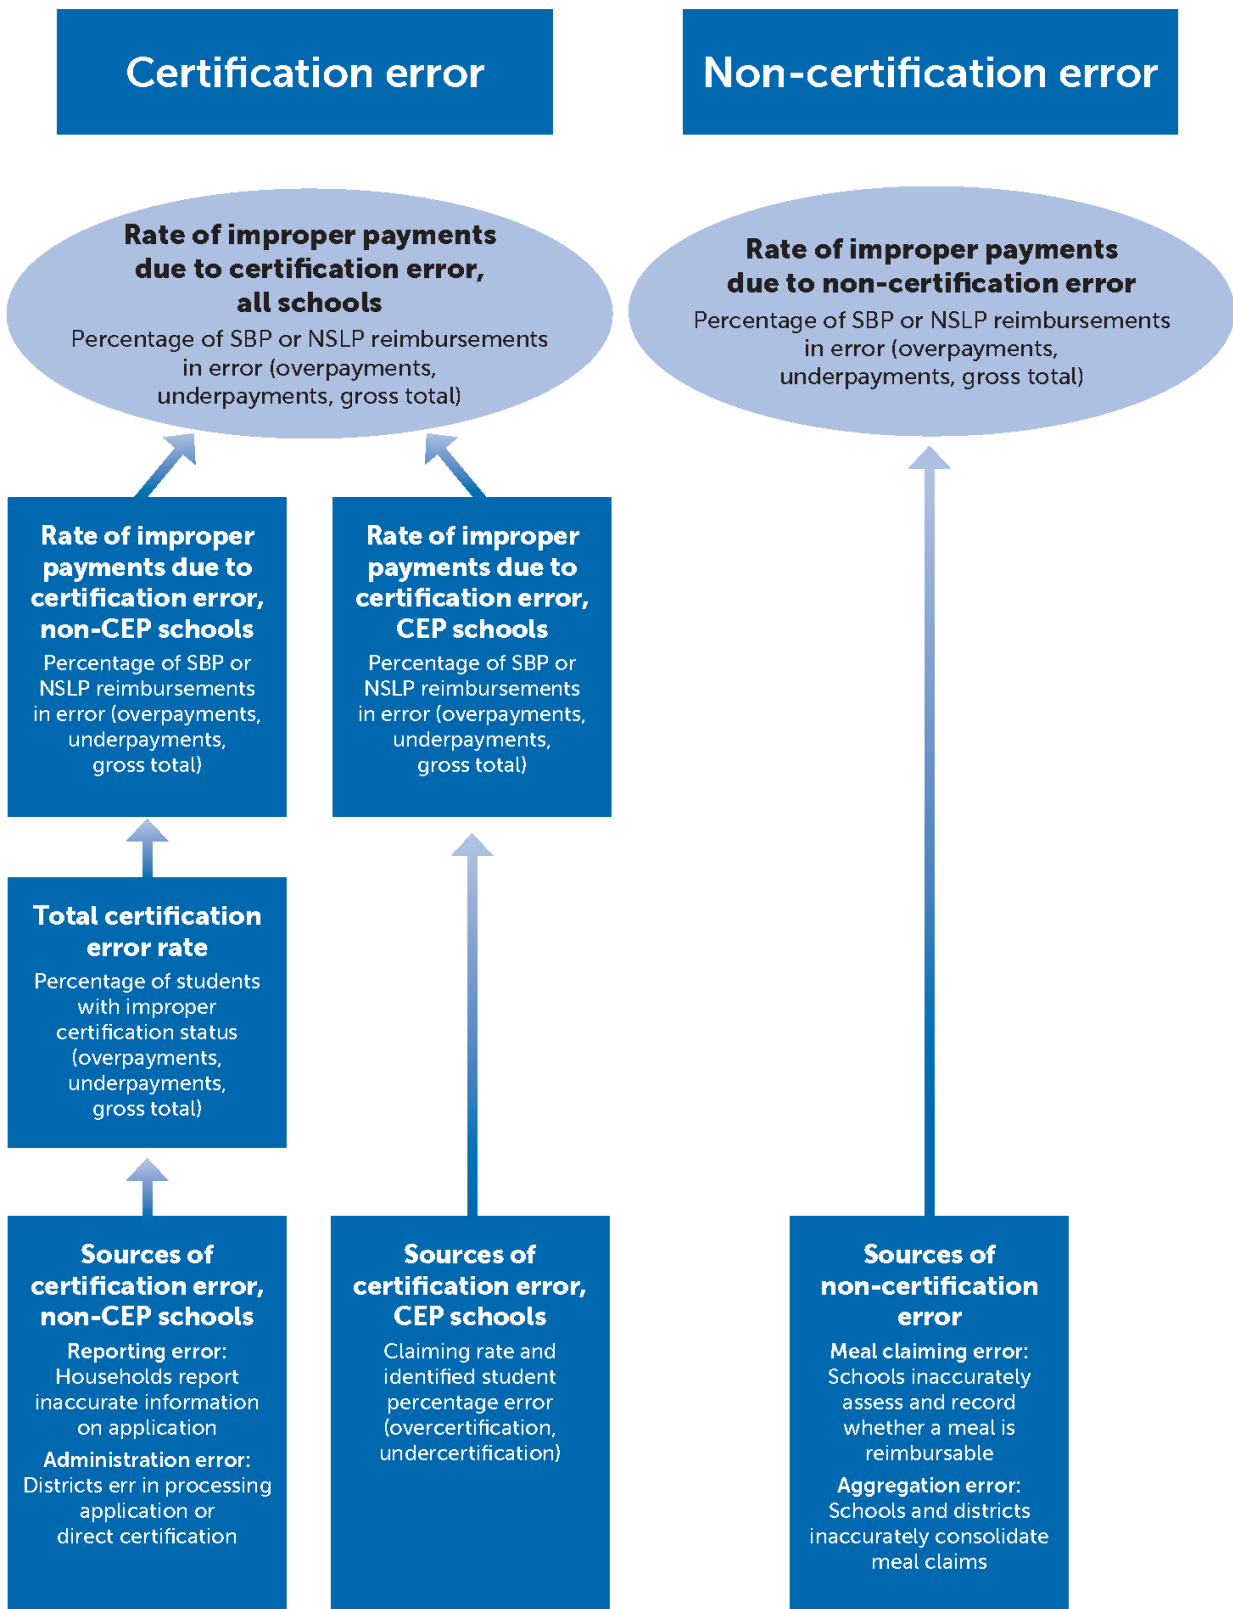 Certification error
Non-certification error
Rate of improper payments
due to certification error,
all schools
Percentage of SBP or NSLP reimbursements
in error (overpayments,
underpayments, gross total)
Rate of improper payments
due to non-certification error
Percentage of SBP or NSLP reimbursements
in error (overpayments,
underpayments, gross total)
Rate of improper
payments due to
certification error,
non-CEP schools
Percentage of SBP or
NSLP reimbursements
in error (overpayments,
underpayments,
gross total)
Rate of improper
payments due to
certification error,
CEP schools
Percentage of SBP or
NSLP reimbursements
in error (overpayments,
underpayments,
gross total)
Total certification
error rate
Percentage of students
with improper
certification status
(overpayments,
underpayments,
gross total)
Sources of
certification error,
non-CEP schools
Reporting error:
Households report
inaccurate information
on application
Administration error:
Districts err in processing
application or
direct certification
Sources of
certification error,
CEP schools
Claiming rate and
identified student
percentage error
(overcertification,
undercertification)
Sources of
non-certification
error
Meal claiming error:
Schools inaccurately
assess and record
whether a meal is
reimbursable
Aggregation error:
Schools and districts
inaccurately consolidate
meal claims